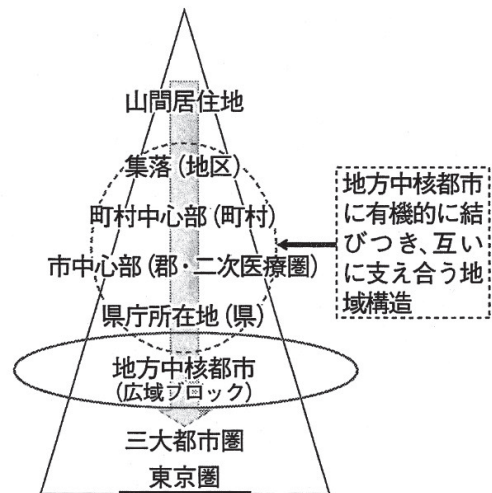 山間居住地
集落(地区)
町村中心部(町村)
市中心部(郡・二次医療圏)
県庁所在地(県)
地方中核都市
(広域ブロック)
三大都市圏
東京圏
地方中核都市
に有機的に結
びつき、互い
に支え合う地
域構造